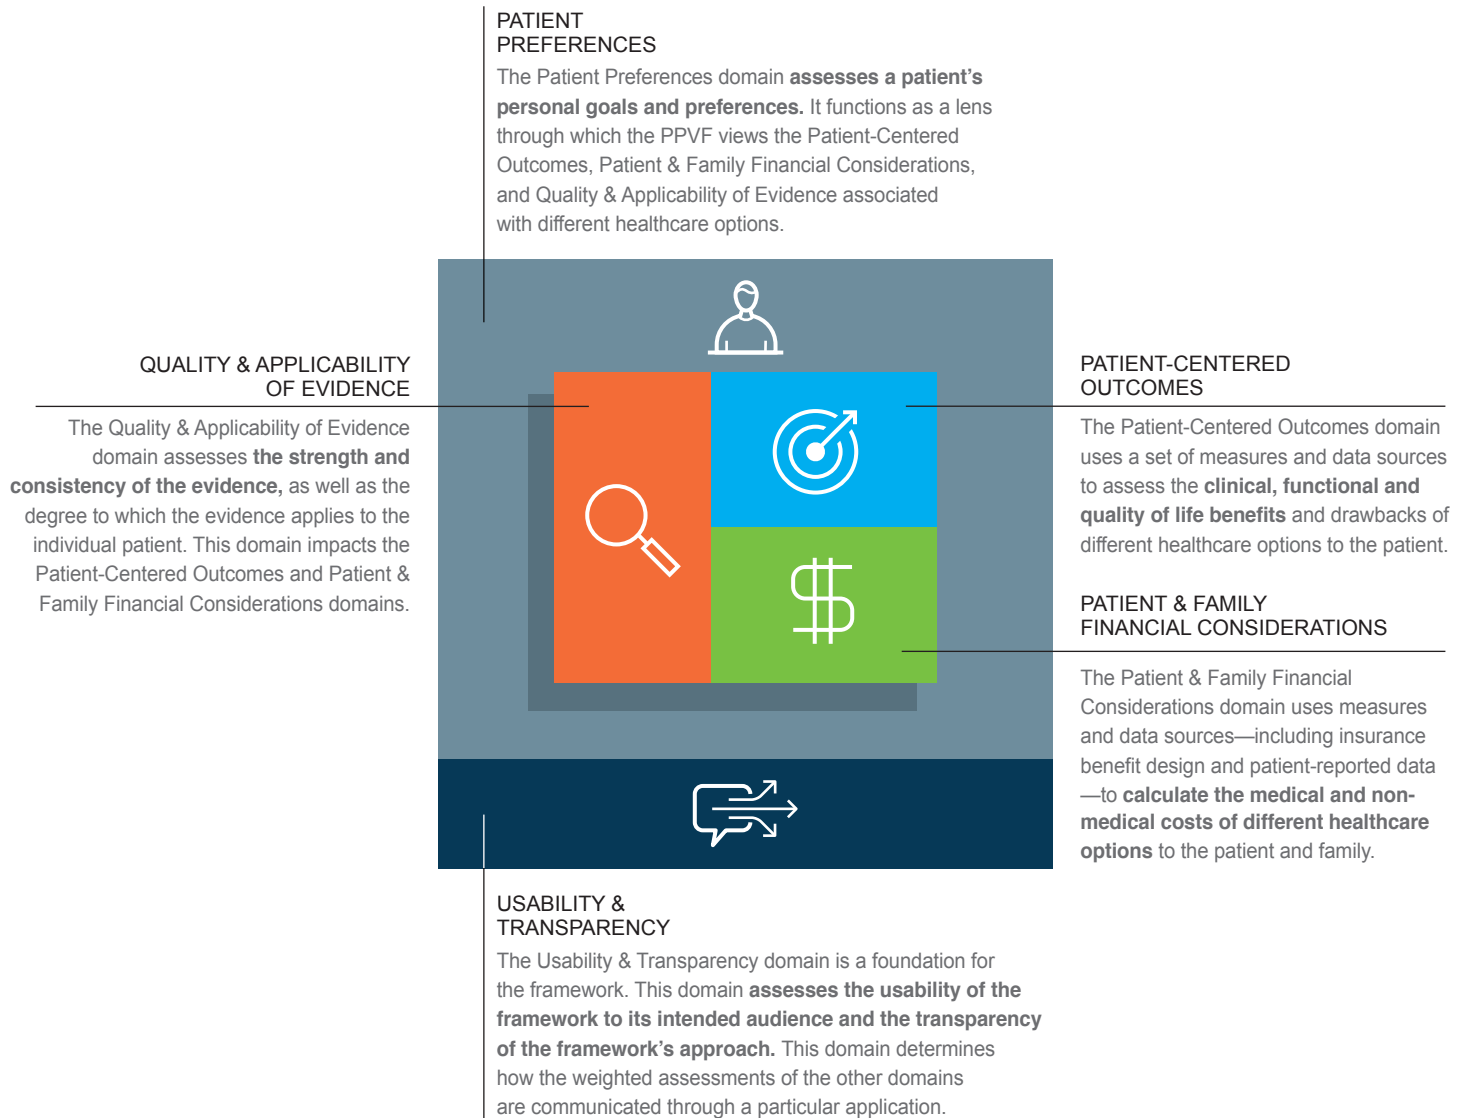 PATIENT
PREFERENCES
The Patient Preferences domain assesses a patient’s
personal goals and preferences. It functions as a lens
through which the PPVF views the Patient-Centered
Outcomes, Patient & Family Financial Considerations,
and Quality & Applicability of Evidence associated
with different healthcare options.
QUALITY & APPLICABILITY
OF EVIDENCE
The Quality & Applicability of Evidence
domain assesses the strength and
consistency of the evidence, as well as the
degree to which the evidence applies to the
individual patient. This domain impacts the
Patient-Centered Outcomes and Patient &
Family Financial Considerations domains.
PATIENT-CENTERED
OUTCOMES
The Patient-Centered Outcomes domain
uses a set of measures and data sources
to assess the clinical, functional and
quality of life benefits and drawbacks of
different healthcare options to the patient.
PATIENT & FAMILY
FINANCIAL CONSIDERATIONS
The Patient & Family Financial
Considerations domain uses measures
and data sources—including insurance
benefit design and patient-reported data
—to calculate the medical and non-
medical costs of different healthcare
options to the patient and family.
USABILITY &
TRANSPARENCY
The Usability & Transparency domain is a foundation for
the framework. This domain assesses the usability of the
framework to its intended audience and the transparency
of the framework’s approach. This domain determines
how the weighted assessments of the other domains
are communicated through a particular application.